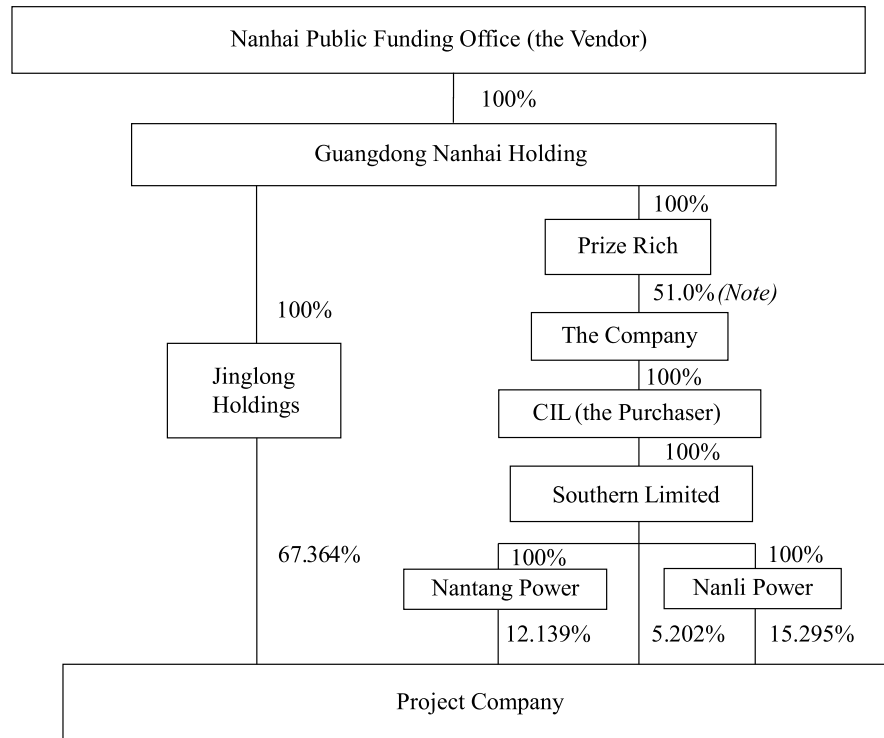 Nanhai Public Funding Office (the Vendor)
100%
Guangdong Nanhai Holding
100%
Prize Rich
51.0% (Note)
100%
The Company
Jinglong
Holdings
100%
CIL (the Purchaser)
100%
Southern Limited
67.364%
100%
100%
Nantang Power
Nanli Power
12.139%
5.202%
15.295%
Project Company